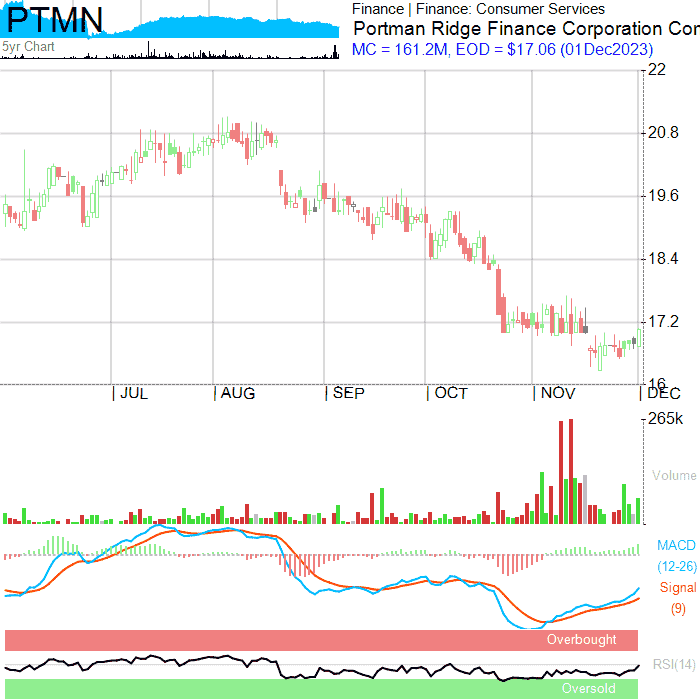 PTMN
5yr Chart
Finance | Finance: Consumer Services
Portman Ridge Finance Corporation Con
MC = 161.2M, EOD = $17.06 (01Dec2023)
22
20.8
19.6
18.4
17.2
16
JUL
AUG
SEP
OCT
NOV
DEC
265k
Volume
MACD
(12-26)
Signal
(9)
Overbought
RSI(14)
Oversold